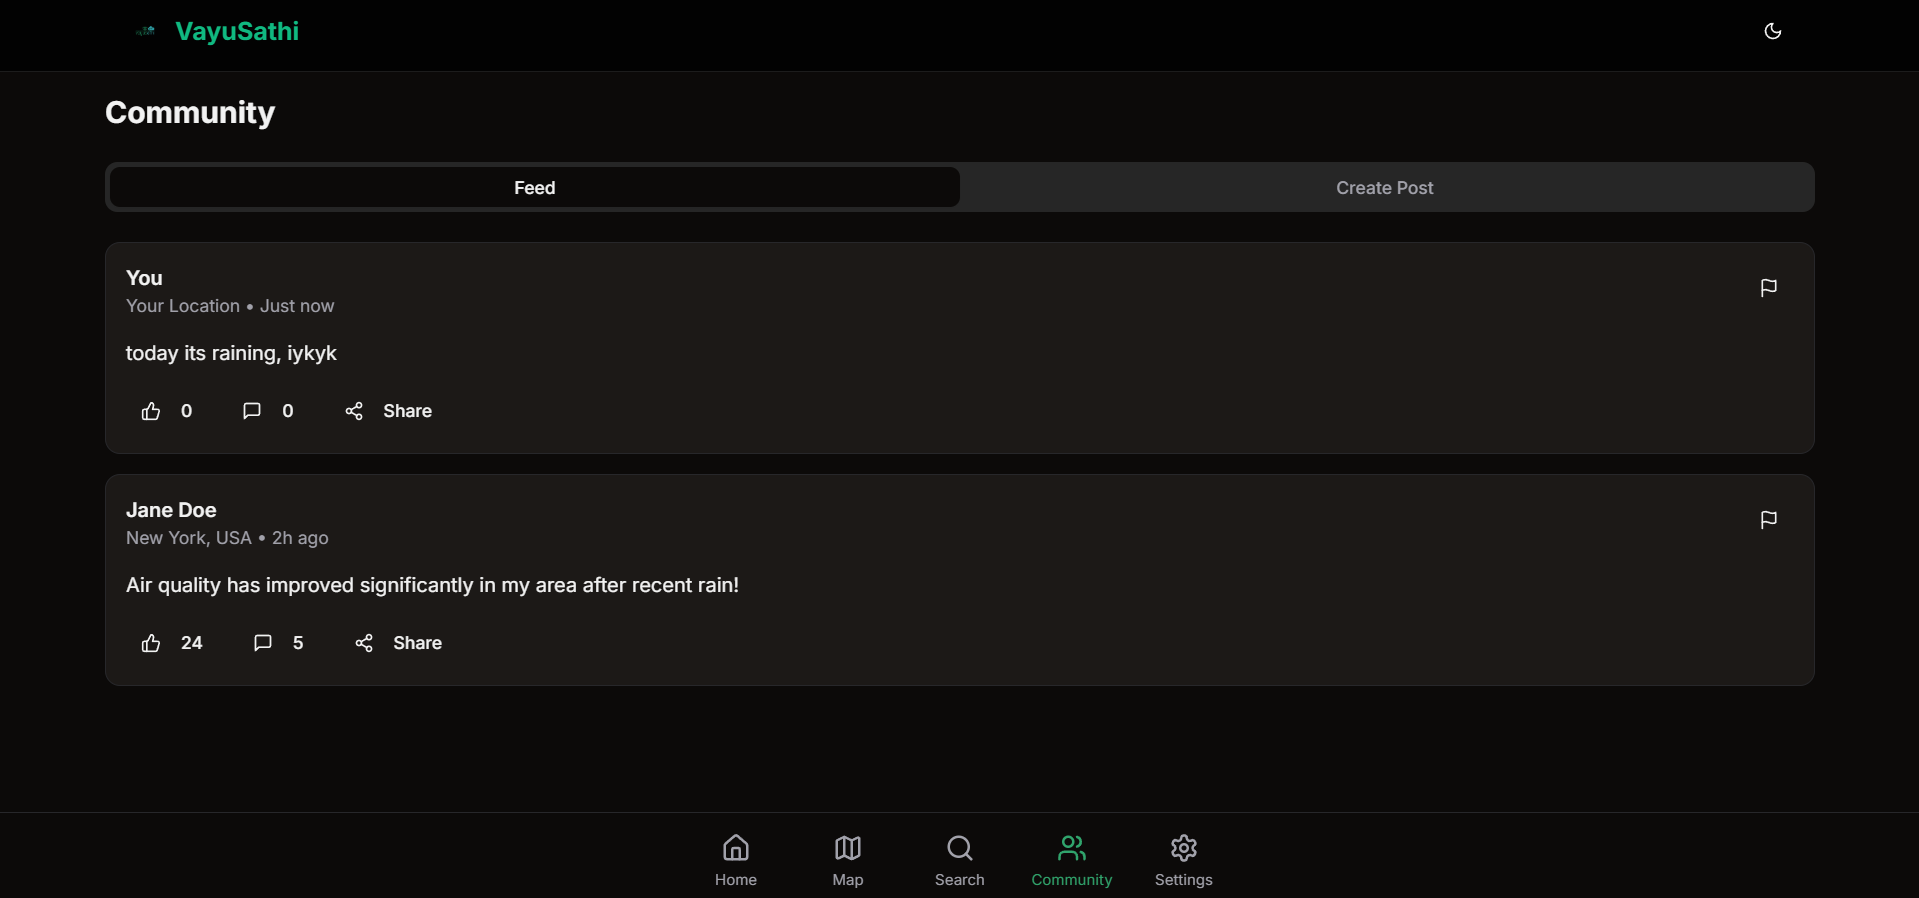 VayuSathi
Community
Feed
Create Post
You
Your Location • Just now
today its raining, iykyk
0
0
Share
Jane Doe
New York, USA • 2h ago
Air quality has improved significantly in my area after recent rain!
24
5
Share
Home
Map
Search
Community
Settings